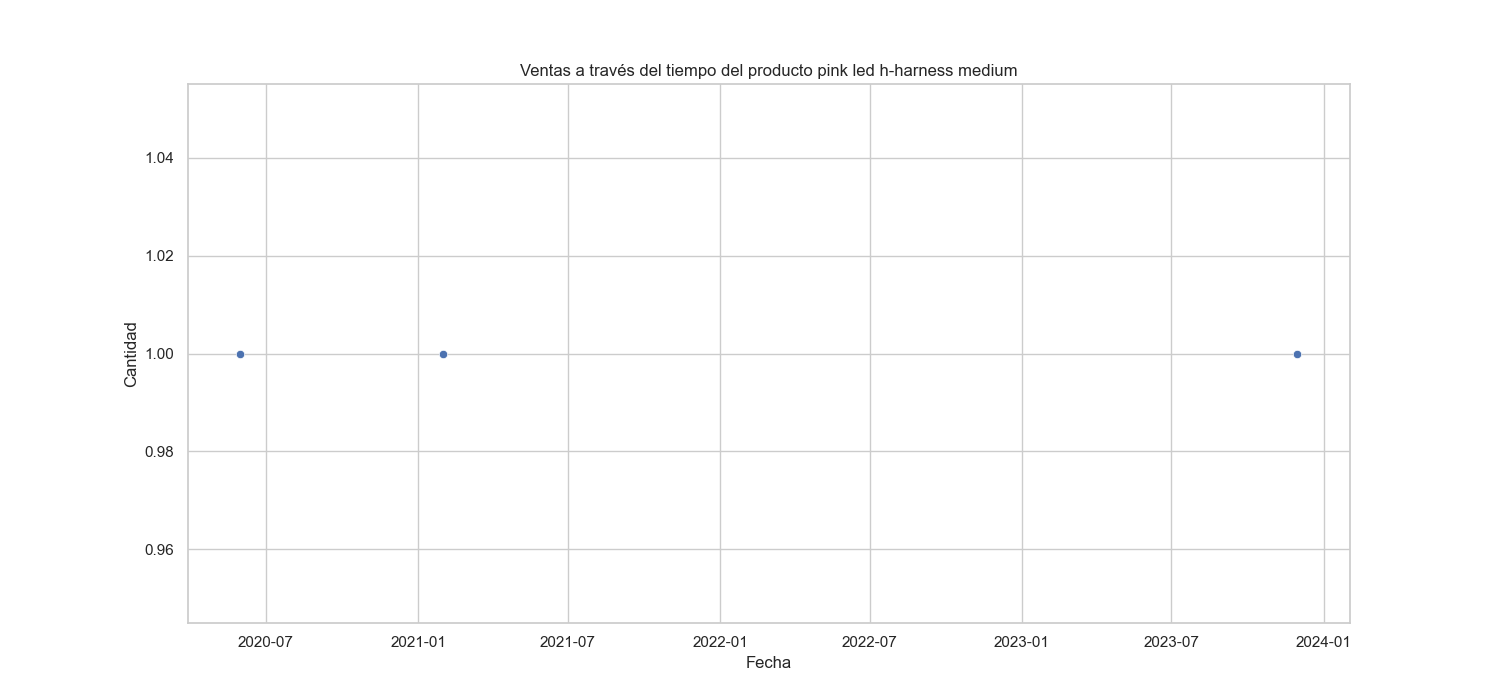 Ventas a través del tiempo del producto pink led h-harness medium
1.04
1.02
1.00
0.98
0.96
Cantidad
2020-07 2021-01 2021-07 2022-01 2022-07 2023-01 2023-07 2024-01
Fecha